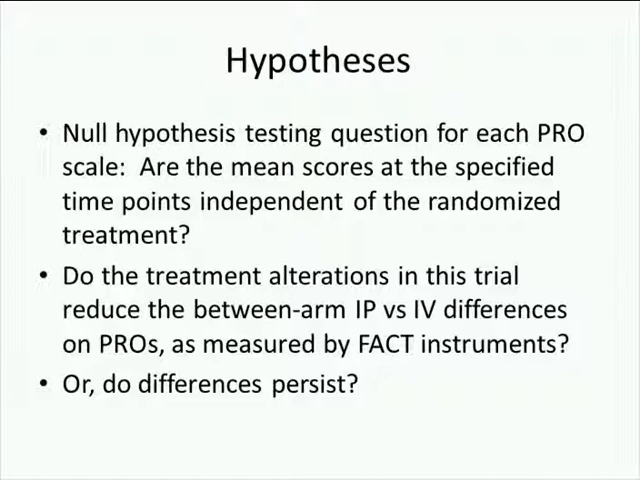 Hypotheses
• Null hypothesis testing question for each PRO
scale: Are the mean scores at the specified
time points independent of the randomized
treatment?
• Do the treatment alterations in this trial
reduce the between-arm IP vs IV differences
on PROs, as measured by FACT instruments?
• Or, do differences persist?